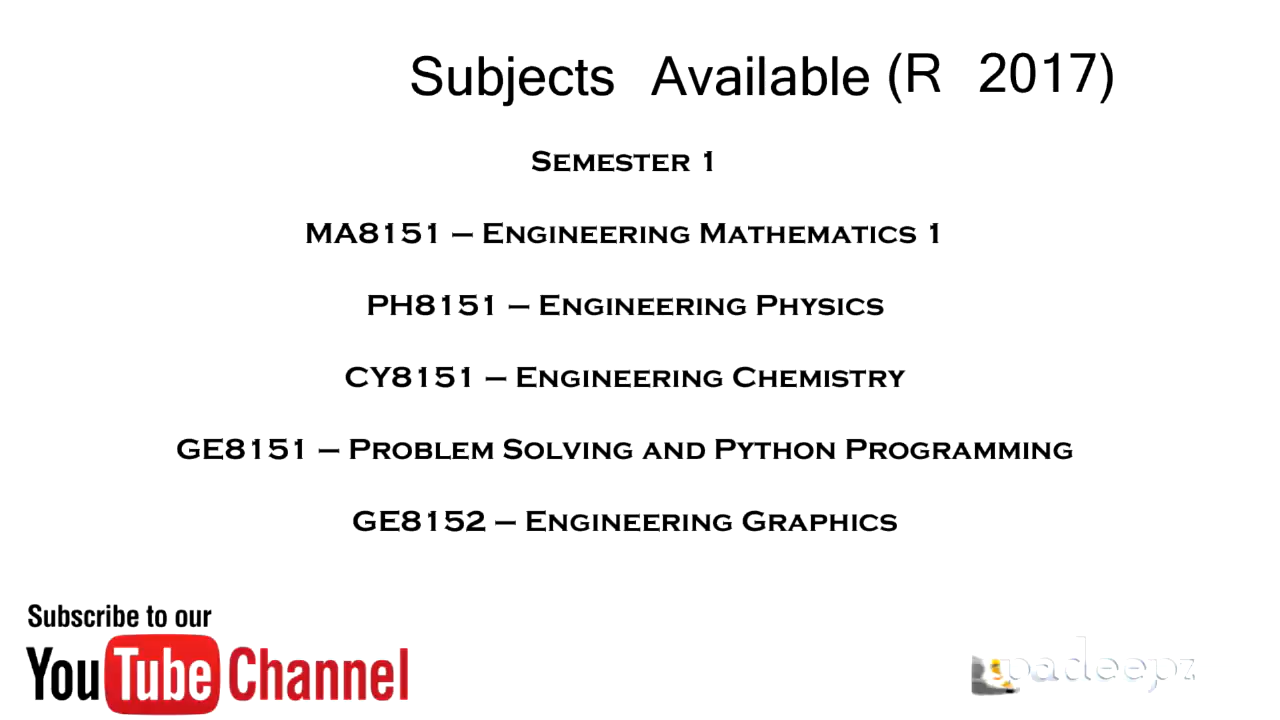 Subjects Available (R 2017)
SEMESTER 1
MA8151 – ENGINEERING MATHEMATICS 1
PH8151 – ENGINEERING PHYSICS
CY8151 – ENGINEERING CHEMISTRY
GE8151 – PROBLEM SOLVING AND PYTHON PROGRAMMING
GE8152 – ENGINEERING GRAPHICS
Subscribe to our
YouTube Channel
padeepz